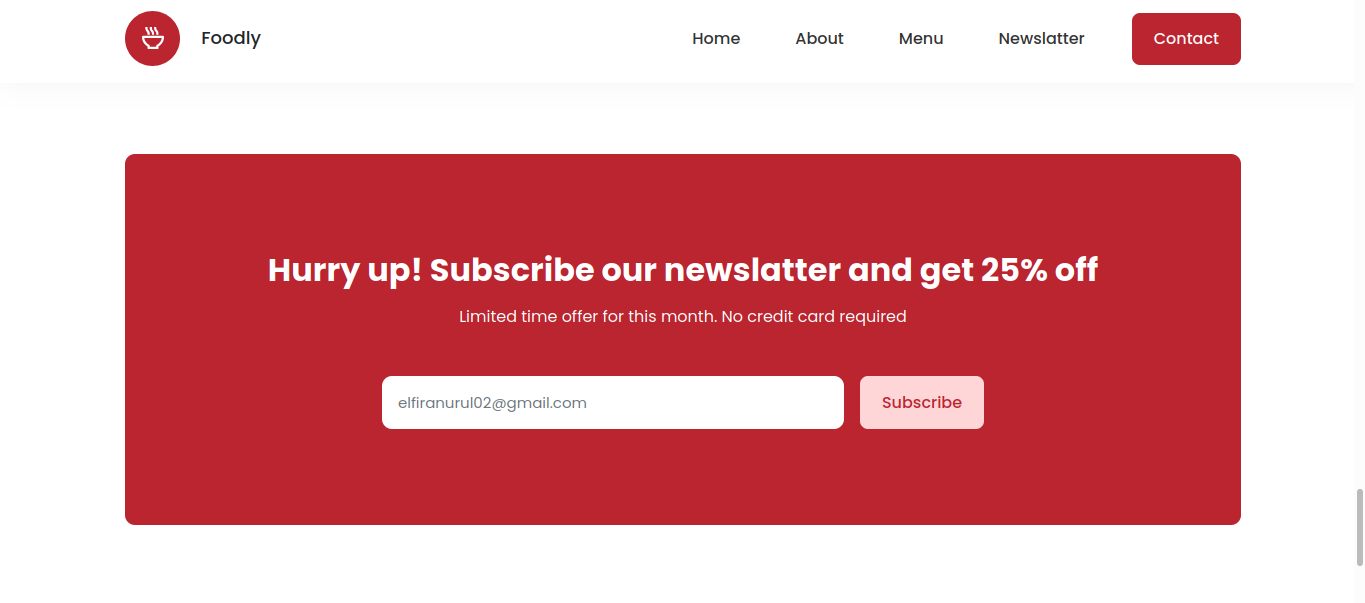 Foodly
Home
About
Menu
Newslatter
Contact
Hurry up! Subscribe our newslatter and get 25% off
Limited time offer for this month. No credit card required
elfiranurul02@gmail.com
Subscribe